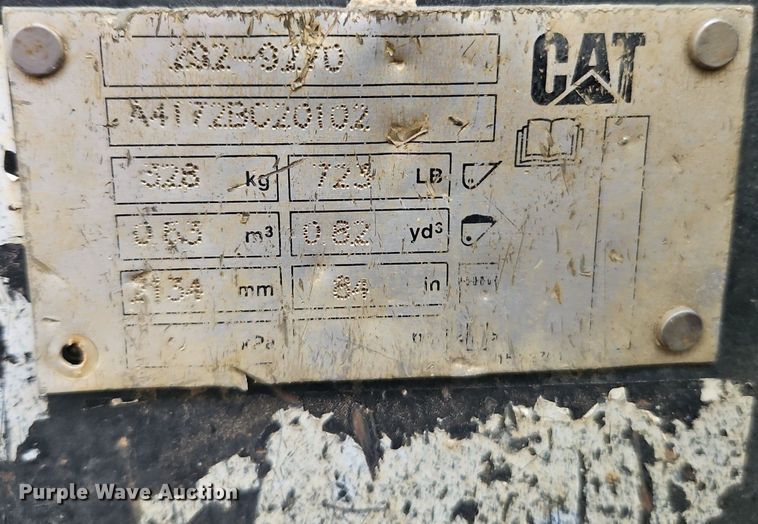 292-9270
CAT
A4172BC20102
328 kg 723 LB
0.63 m³ 0.82 yd³
2134 mm 84 in
kPa
Purple Wave Auction